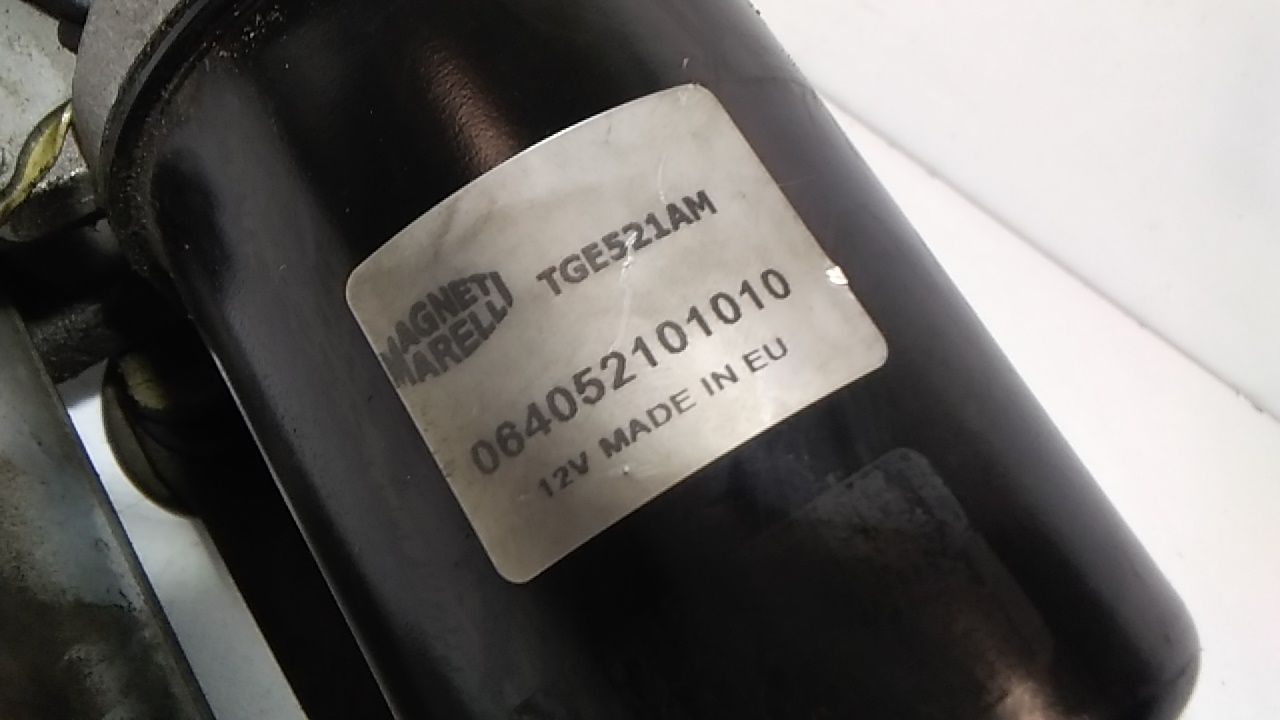 MAGNETI
MARELLI
TGE521AM
064052101010
12V MADE IN EU